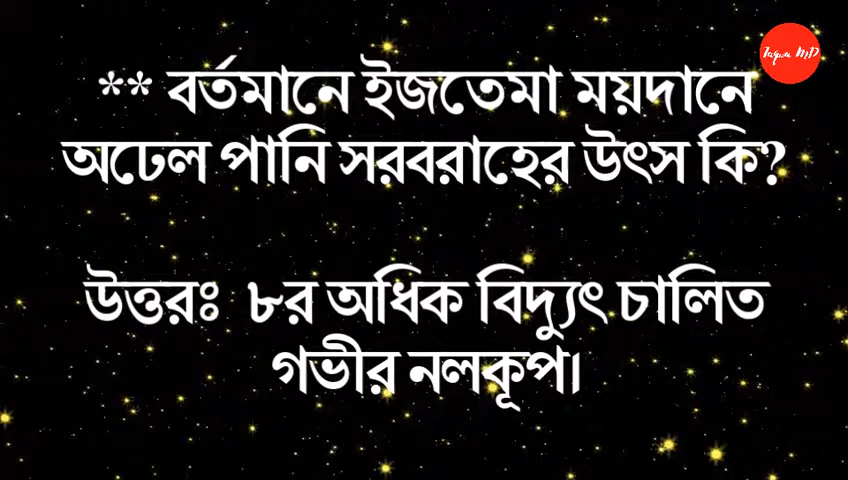 ** বর্তমানে ইজতেমা ময়দানে
অঢেল পানি সরবরাহের উৎস কি?
উত্তরঃ ৮র অধিক বিদ্যুৎ চালিত
গভীর নলকূপ।